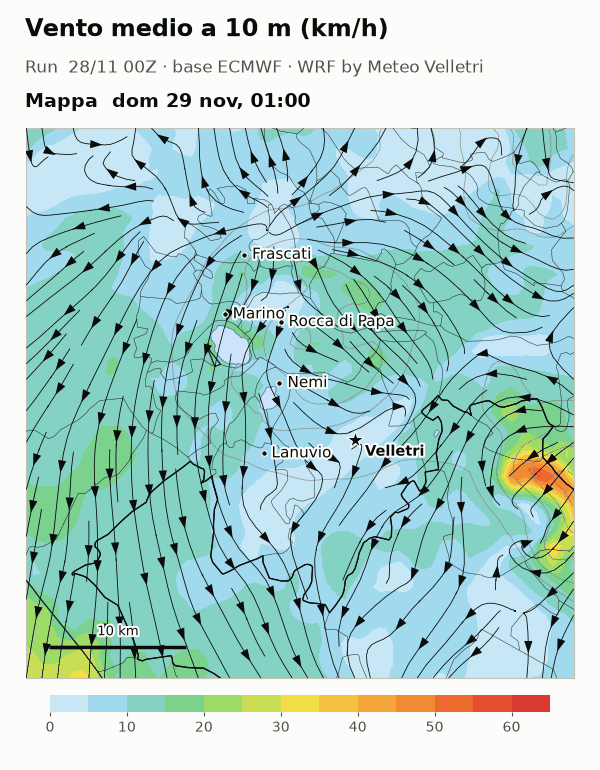 Vento medio a 10 m (km/h)
Run  28/11 00Z · base ECMWF · WRF by Meteo Velletri
Mappa  dom 29 nov, 01:00
Frascati
Marino
Rocca di Papa
Nemi
Velletri
Lanuvio
10 km
0 10 20 30 40 50 60